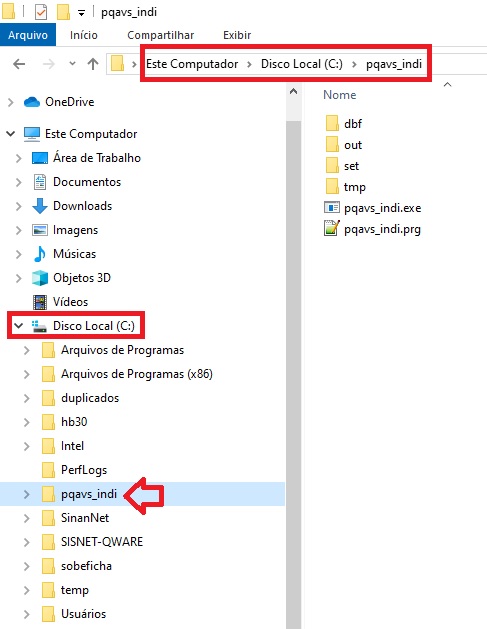 pqavs_indi
Arquivo Início Compartilhar Exibir
Este Computador Disco Local (C:) pqavs_indi
OneDrive
Este Computador
Área de Trabalho
Documentos
Downloads
Imagens
Músicas
Objetos 3D
Vídeos
Disco Local (C:)
Arquivos de Programas
Arquivos de Programas (x86)
duplicados
hb30
Intel
PerfLogs
pqavs_indi
SinanNet
SISNET-QWARE
sobeficha
temp
Usuários
Nome
dbf
out
set
tmp
pqavs_indi.exe
pqavs_indi.prg